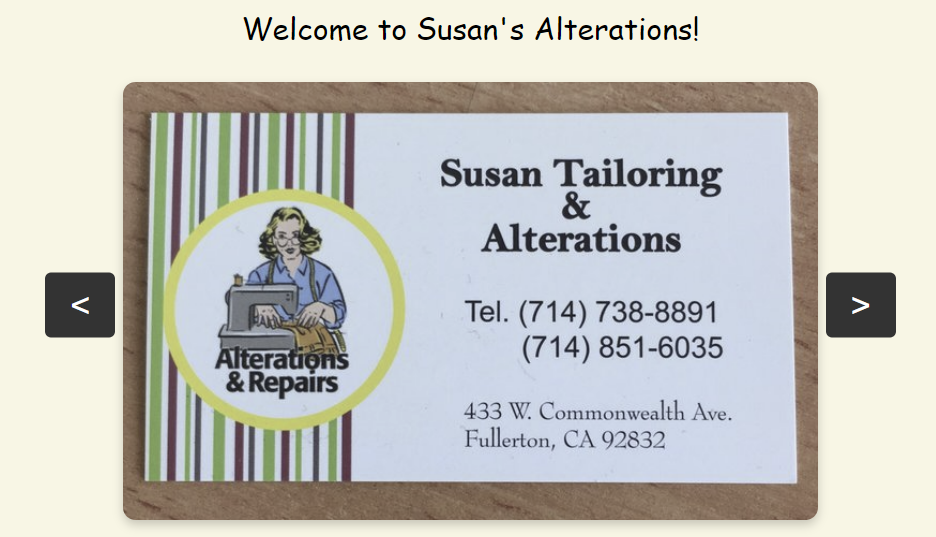 Welcome to Susan's Alterations!
Susan Tailoring
&
Alterations
Tel. (714) 738-8891
(714) 851-6035
433 W. Commonwealth Ave.
Fullerton, CA 92832
Alterations
& Repairs
<
>